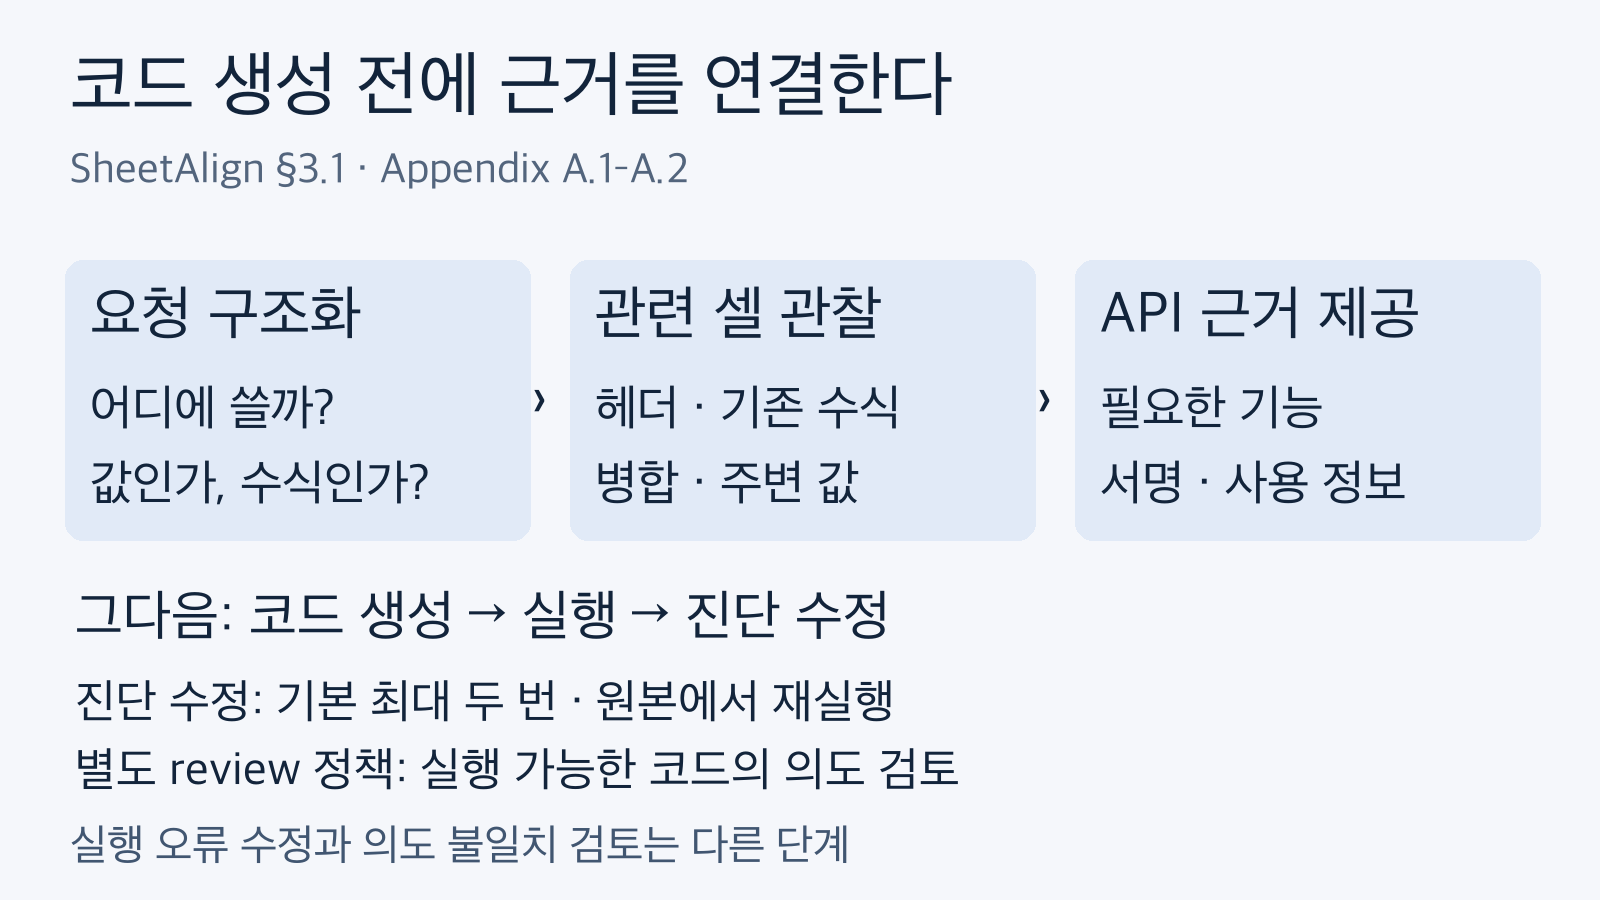 코드 생성 전에 근거를 연결한다
SheetAlign §3.1 · Appendix A.1–A.2
요청 구조화
어디에 쓸까?
값인가, 수식인가?
›
관련 셀 관찰
헤더 · 기존 수식
병합 · 주변 값
›
API 근거 제공
필요한 기능
서명 · 사용 정보
그다음: 코드 생성 → 실행 → 진단 수정
진단 수정: 기본 최대 두 번 · 원본에서 재실행
별도 review 정책: 실행 가능한 코드의 의도 검토
실행 오류 수정과 의도 불일치 검토는 다른 단계